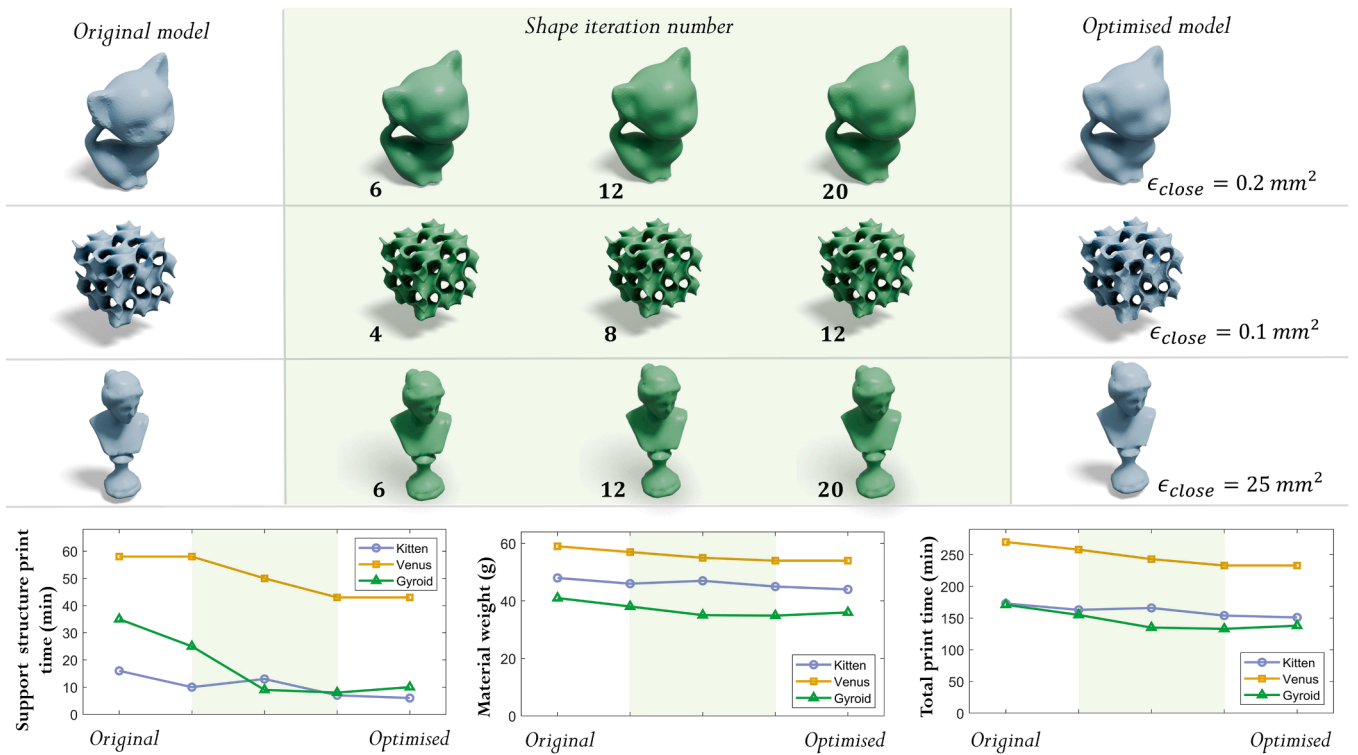 Original model
Shape iteration number
Optimised model
6
12
20
ϵclose = 0.2 mm²
4
8
12
ϵclose = 0.1 mm²
6
12
20
ϵclose = 25 mm²
Support structure print
time (min)
60
50
40
30
20
10
0
Kitten
Venus
Gyroid
Original
Optimised
Material weight (g)
60
40
20
0
Kitten
Venus
Gyroid
Original
Optimised
Total print time (min)
250
200
150
100
50
0
Kitten
Venus
Gyroid
Original
Optimised